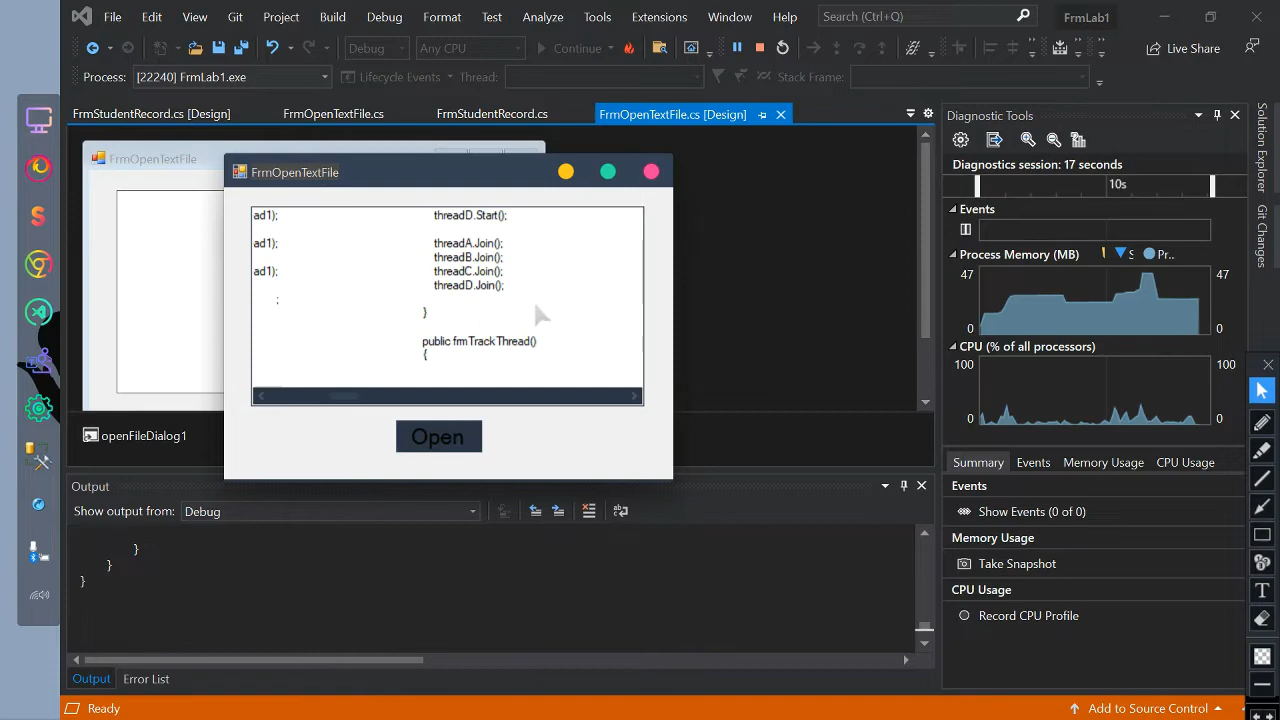 File Edit View Git Project Build Debug Format Test Analyze Tools Extensions Window Help Search (Ctrl+Q) FrmLab1
Debug Any CPU Continue Live Share
Process: [22240] FrmLab1.exe Lifecycle Events Thread: Stack Frame:
FrmStudentRecord.cs [Design] FrmOpenTextFile.cs FrmStudentRecord.cs FrmOpenTextFile.cs [Design]
FrmOpenTextFile
FrmOpenTextFile
ad1); threadD.Start();
ad1); threadA.Join();
threadB.Join();
ad1); threadC.Join();
threadD.Join();
;
}
public frmTrackThread()
{
Open
openFileDialog1
Output
Show output from: Debug
}
}
}
Output Error List
Diagnostic Tools
Diagnostics session: 17 seconds
10s
Events
Process Memory (MB) S Pr...
47 47
0 0
CPU (% of all processors)
100 100
0 0
Summary Events Memory Usage CPU Usage
Events
Show Events (0 of 0)
Memory Usage
Take Snapshot
CPU Usage
Record CPU Profile
Solution Explorer
Git Changes
Ready Add to Source Control